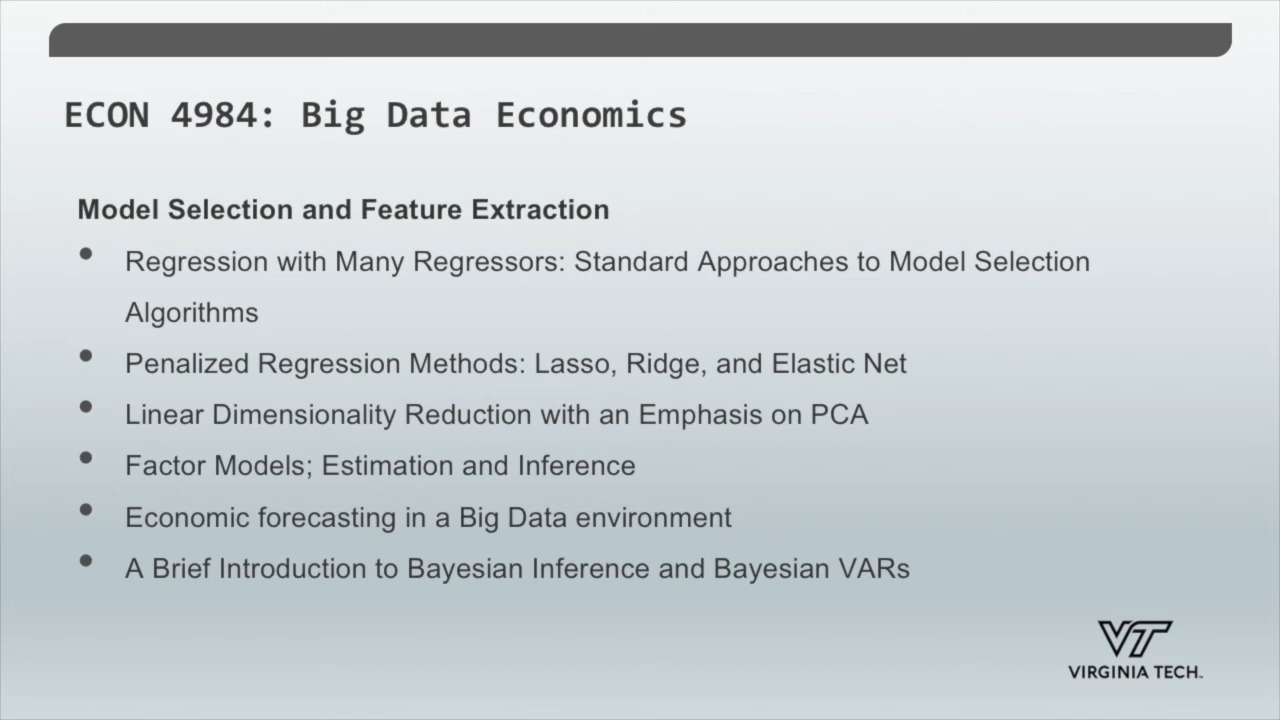 ECON 4984: Big Data Economics
Model Selection and Feature Extraction
• Regression with Many Regressors: Standard Approaches to Model Selection
Algorithms
• Penalized Regression Methods: Lasso, Ridge, and Elastic Net
• Linear Dimensionality Reduction with an Emphasis on PCA
• Factor Models; Estimation and Inference
• Economic forecasting in a Big Data environment
• A Brief Introduction to Bayesian Inference and Bayesian VARs
VT
VIRGINIA TECH™